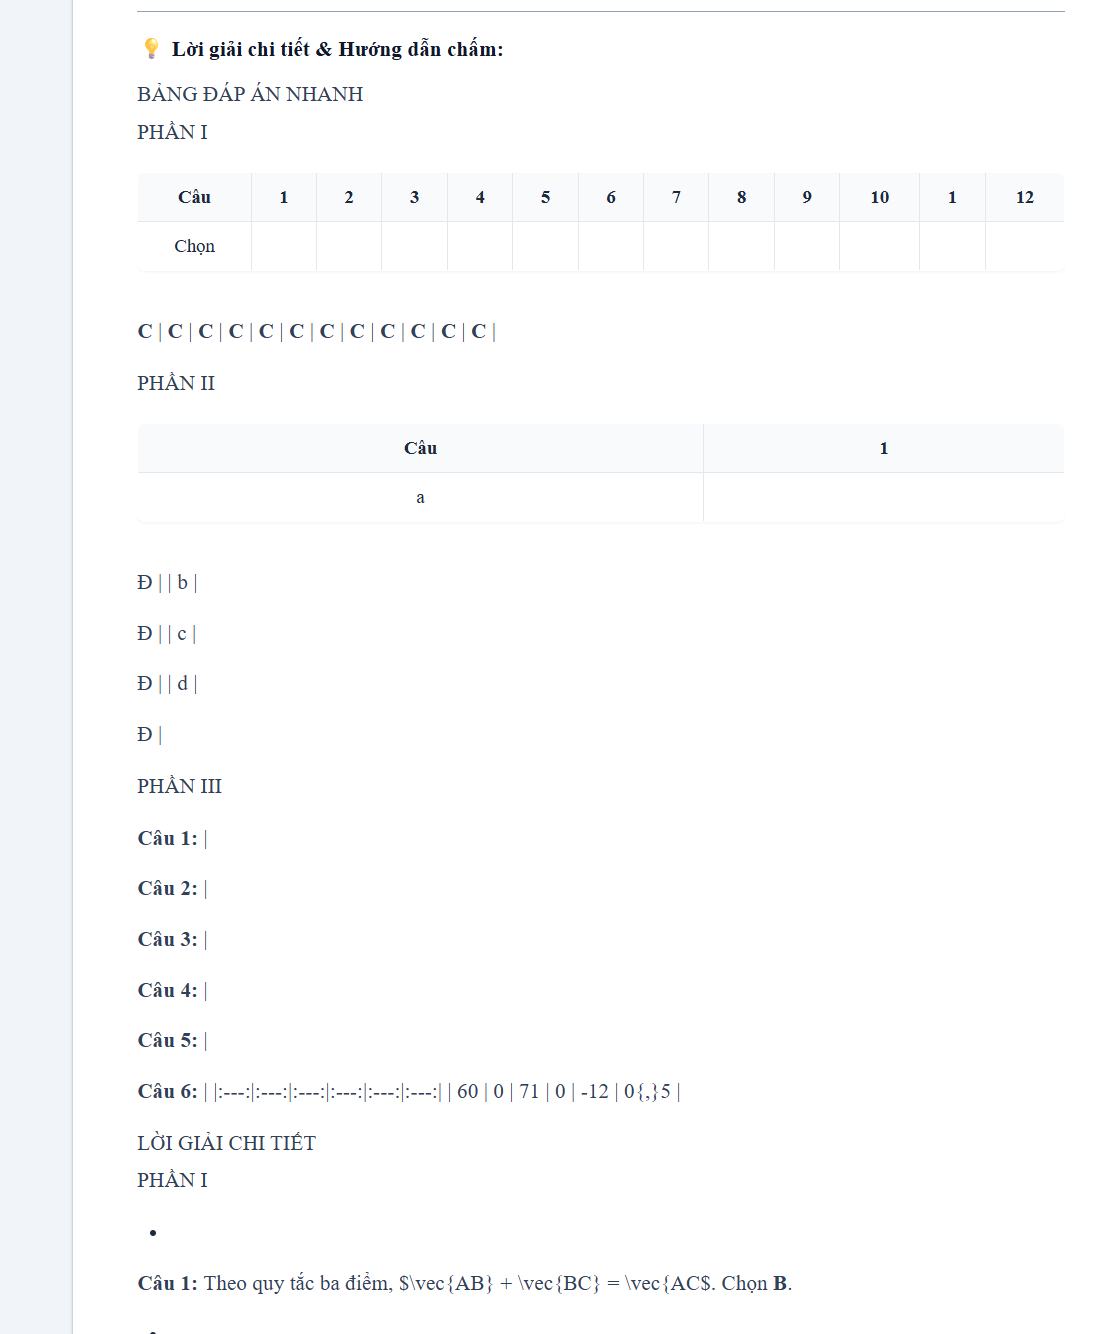 💡 Lời giải chi tiết & Hướng dẫn chấm:
BẢNG ĐÁP ÁN NHANH
PHẦN I
Câu 1 2 3 4 5 6 7 8 9 10 1 12
Chọn
C | C | C | C | C | C | C | C | C | C | C | C |
PHẦN II
Câu 1
a
Đ | | b |
Đ | | c |
Đ | | d |
Đ |
PHẦN III
Câu 1: |
Câu 2: |
Câu 3: |
Câu 4: |
Câu 5: |
Câu 6: | |:---:|:---:|:---:|:---:|:---:|:---:| | 60 | 0 | 71 | 0 | -12 | 0{,}5 |
LỜI GIẢI CHI TIẾT
PHẦN I
•
Câu 1: Theo quy tắc ba điểm, $\vec{AB} + \vec{BC} = \vec{AC$. Chọn B.